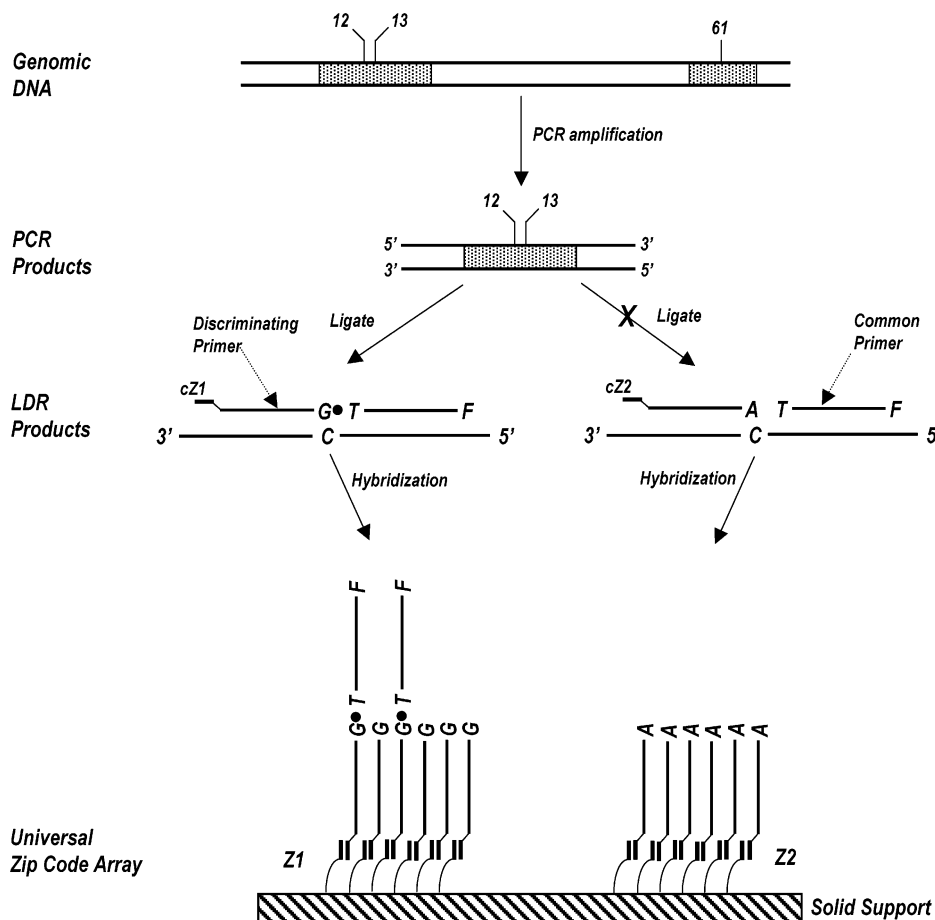 12 13
61
Genomic
DNA
PCR amplification
12 13
PCR
Products
5’ 3’
3’ 5’
Discriminating
Primer
Ligate
X Ligate
Common
Primer
cZ1
cZ2
LDR
Products
G T F
A T F
3’ C 5’
3’ C 5
Hybridization
Hybridization
F F
T T
G G G G G G
A A A A A A
Universal
Zip Code Array
Z1
Z2
Solid Support